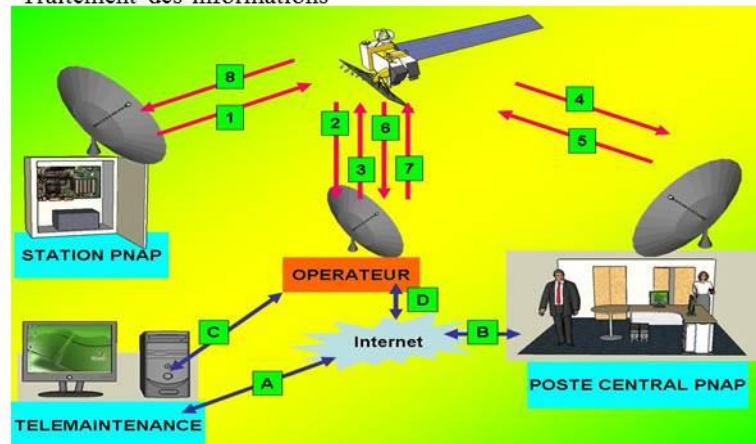 Traitement des informations
8
1
2
3
6
7
4
5
STATION PNAP
OPERATEUR
D
C
Internet
B
A
POSTE CENTRAL PNAP
TELEMAINTENANCE